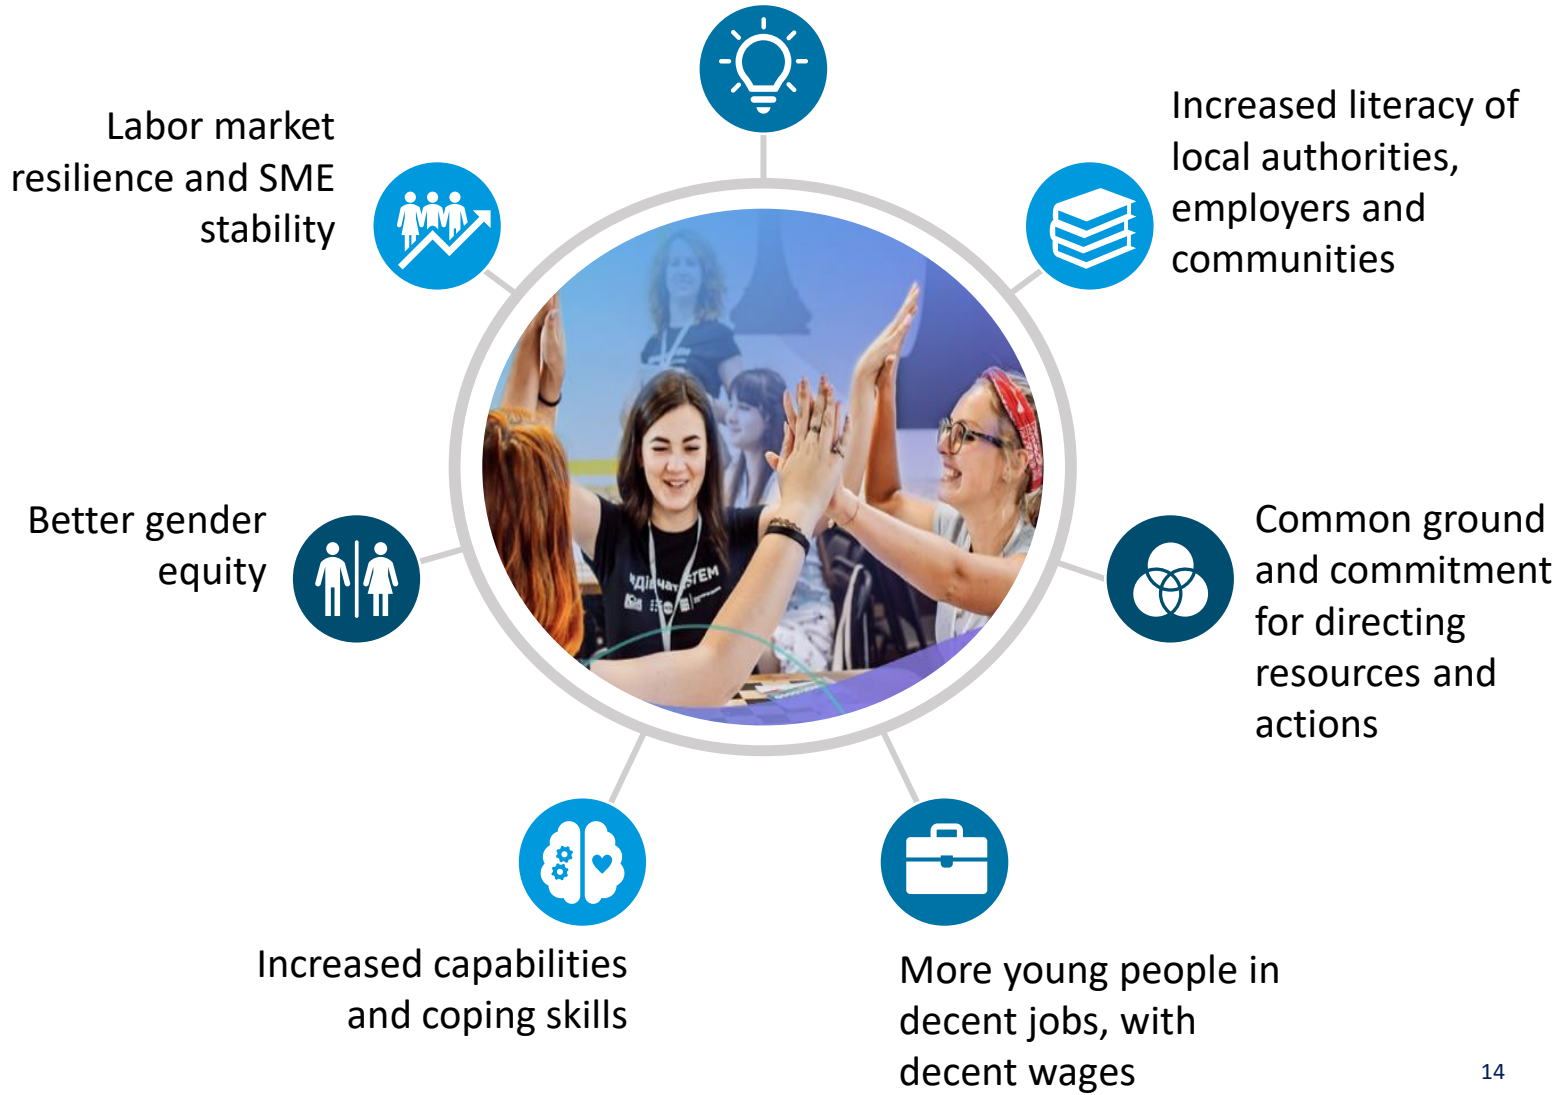 Labor market
resilience and SME
stability
Increased literacy of
local authorities,
employers and
communities
Better gender
equity
Common ground
and commitment
for directing
resources and
actions
Increased capabilities
and coping skills
More young people in
decent jobs, with
decent wages
14